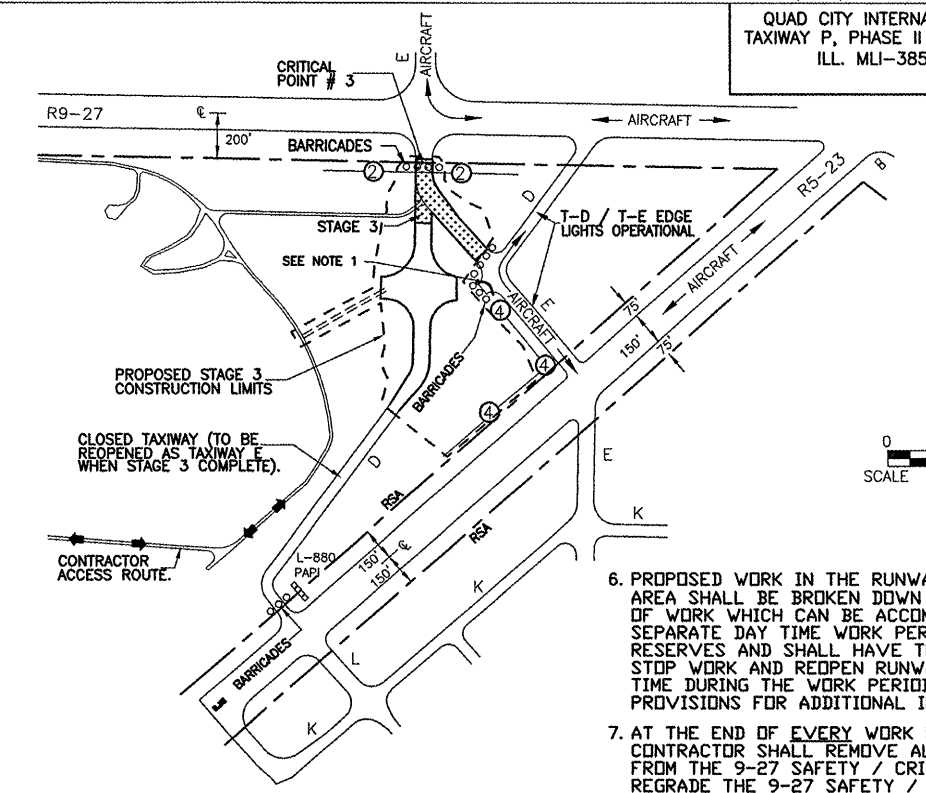 QUAD CITY INTERNA
TAXIWAY P, PHASE II
ILL. MLI-385
E
AIRCRAFT
CRITICAL
POINT # 3
R9-27
℄
200'
BARRICADES
AIRCRAFT
2
2
R5-23
B
D
STAGE 3
T-D / T-E EDGE
LIGHTS OPERATIONAL
SEE NOTE 1
AIRCRAFT
E
AIRCRAFT
4
75'
150'
75'
PROPOSED STAGE 3
CONSTRUCTION LIMITS
BARRICADES
4
4
CLOSED TAXIWAY (TO BE
REOPENED AS TAXIWAY E
WHEN STAGE 3 COMPLETE).
D
E
0
SCALE
RSA
RSA
K
CONTRACTOR
ACCESS ROUTE.
L-880
PAPI
150'
150'
℄
K
K
L
BARRICADES
K
6. PROPOSED WORK IN THE RUNWA
AREA SHALL BE BROKEN DOWN
OF WORK WHICH CAN BE ACCOM
SEPARATE DAY TIME WORK PER
RESERVES AND SHALL HAVE T
STOP WORK AND REOPEN RUNW
TIME DURING THE WORK PERIOD
PROVISIONS FOR ADDITIONAL I
7. AT THE END OF EVERY WORK
CONTRACTOR SHALL REMOVE AL
FROM THE 9-27 SAFETY / CRI
REGRADE THE 9-27 SAFETY /